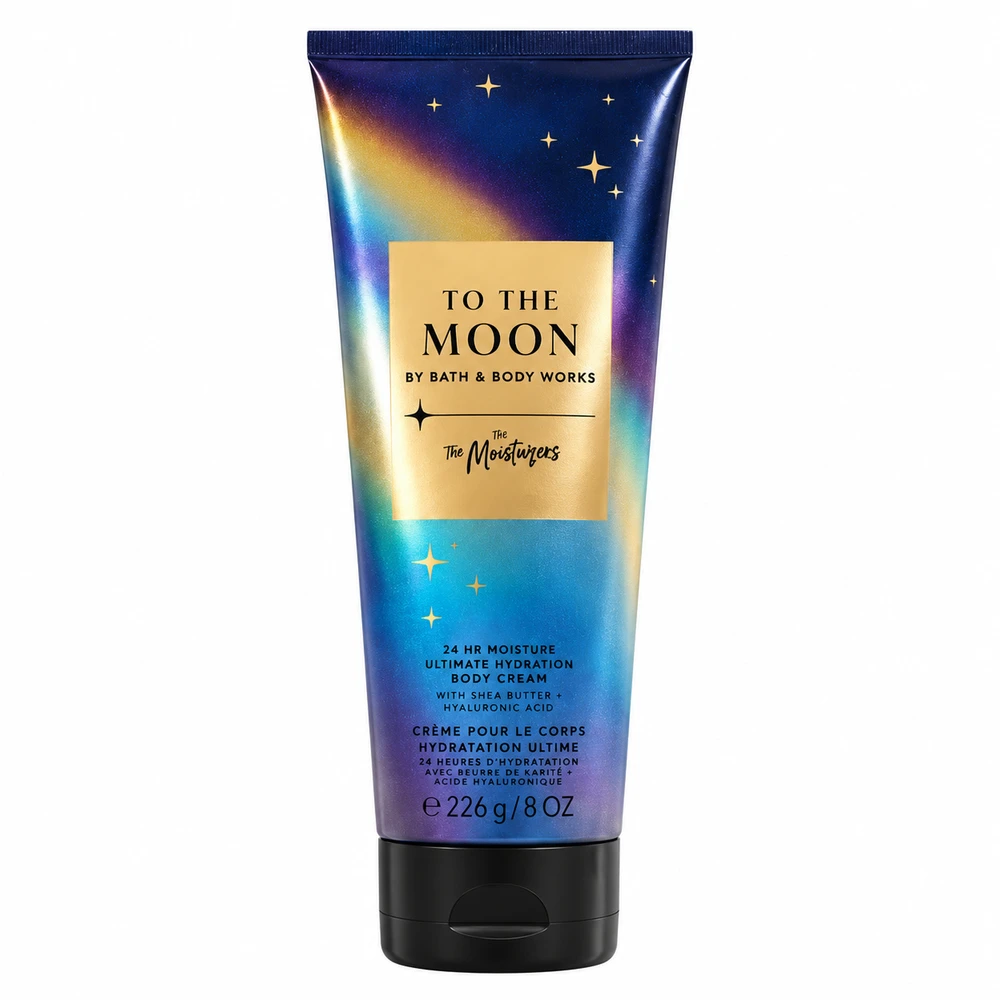 TO THE
MOON
BY BATH & BODY WORKS
The
The Moisturizers
24 HR MOISTURE
ULTIMATE HYDRATION
BODY CREAM
WITH SHEA BUTTER +
HYALURONIC ACID
CRÈME POUR LE CORPS
HYDRATATION ULTIME
24 HEURES D'HYDRATATION
AVEC BEURRE DE KARITÉ +
ACIDE HYALURONIQUE
℮ 226 g / 8 OZ